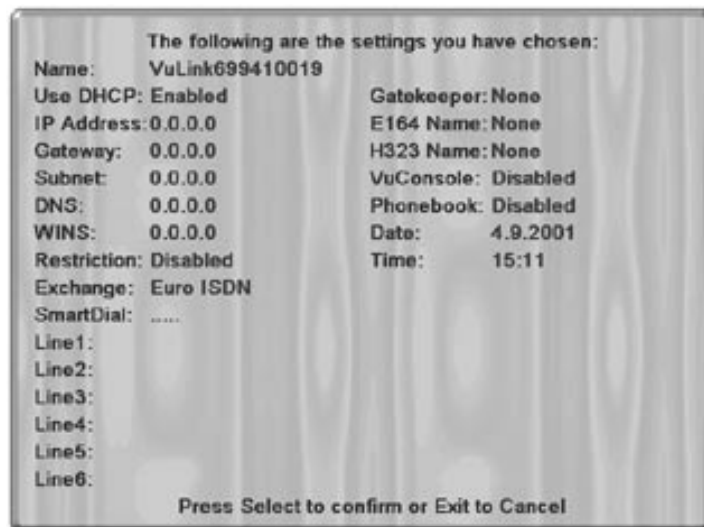 The following are the settings you have chosen:
Name: VuLink699410019
Use DHCP: Enabled Gatekeeper: None
IP Address: 0.0.0.0 E164 Name: None
Gateway: 0.0.0.0 H323 Name: None
Subnet: 0.0.0.0 VuConsole: Disabled
DNS: 0.0.0.0 Phonebook: Disabled
WINS: 0.0.0.0 Date: 4.9.2001
Restriction: Disabled Time: 15:11
Exchange: Euro ISDN
SmartDial: .....
Line1:
Line2:
Line3:
Line4:
Line5:
Line6:
Press Select to confirm or Exit to Cancel